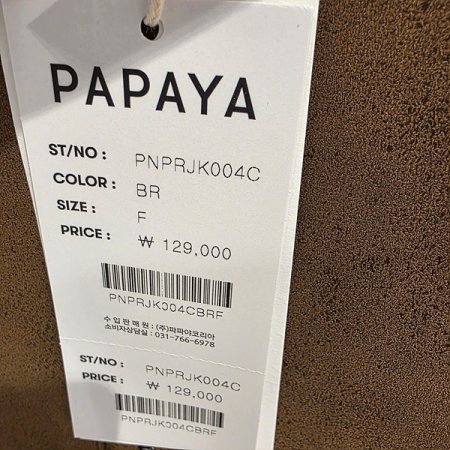 PAPAYA
ST/NO : PNPRJK004C
COLOR : BR
SIZE : F
PRICE : ₩ 129,000
PNPRJK004CBRF
수 입 판 매 원 : (주)파파야코리아
소비자상담실 : 031-766-6978
ST/NO : PNPRJK004C
PRICE : ₩ 129,000
PNPRJK004CBRF